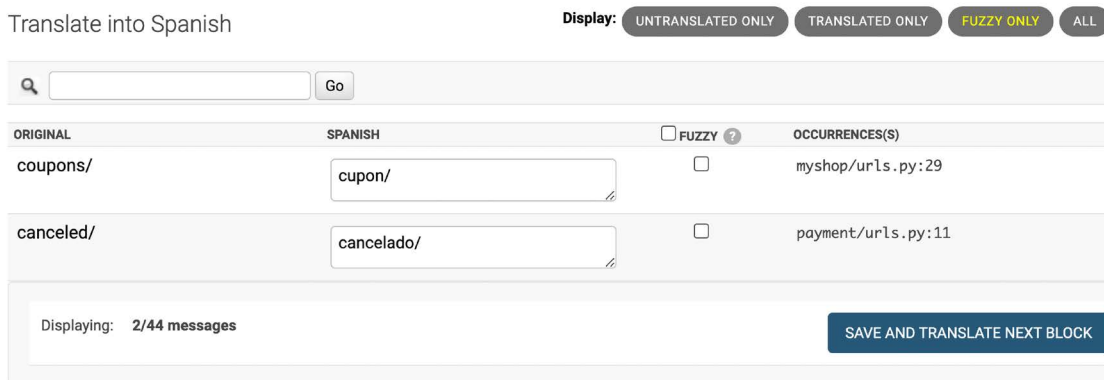 Translate into Spanish
Display: UNTRANSLATED ONLY TRANSLATED ONLY FUZZY ONLY ALL
Go
ORIGINAL SPANISH FUZZY ? OCCURRENCES(S)
coupons/ cupon/ myshop/urls.py:29
canceled/ cancelado/ payment/urls.py:11
Displaying: 2/44 messages
SAVE AND TRANSLATE NEXT BLOCK